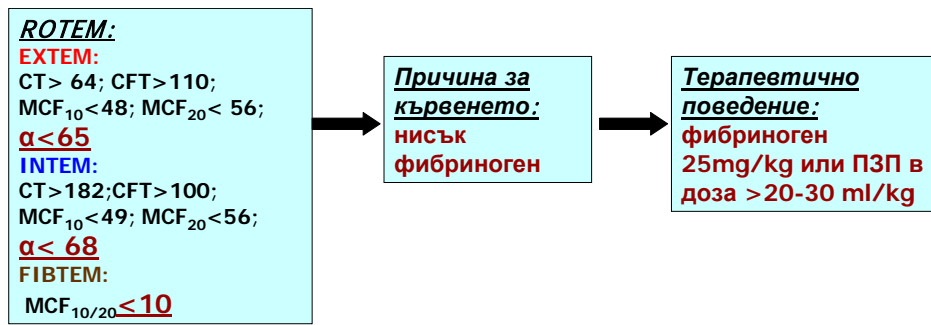 ROTEM:
EXTEM:
CT> 64; CFT>110;
MCF10<48; MCF20< 56;
α<65
INTEM:
CT>182;CFT>100;
MCF10<49; MCF20<56;
α< 68
FIBTEM:
MCF10/20<10
Причина за
кървенето:
нисък
фибриноген
Терапевтично
поведение:
фибриноген
25mg/kg или ПЗП в
доза >20-30 ml/kg